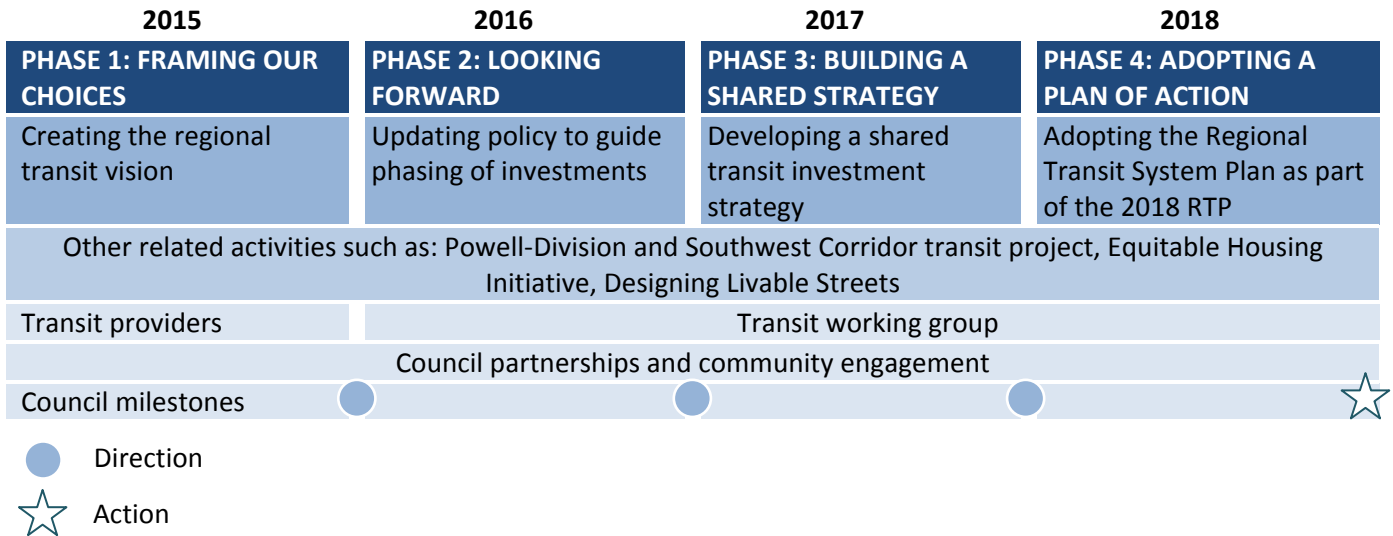 2015
2016
2017
2018
PHASE 1: FRAMING OUR
CHOICES
PHASE 2: LOOKING
FORWARD
PHASE 3: BUILDING A
SHARED STRATEGY
PHASE 4: ADOPTING A
PLAN OF ACTION
Creating the regional
transit vision
Updating policy to guide
phasing of investments
Developing a shared
transit investment
strategy
Adopting the Regional
Transit System Plan as part
of the 2018 RTP
Other related activities such as: Powell-Division and Southwest Corridor transit project, Equitable Housing
Initiative, Designing Livable Streets
Transit providers
Transit working group
Council partnerships and community engagement
Council milestones
Direction
Action